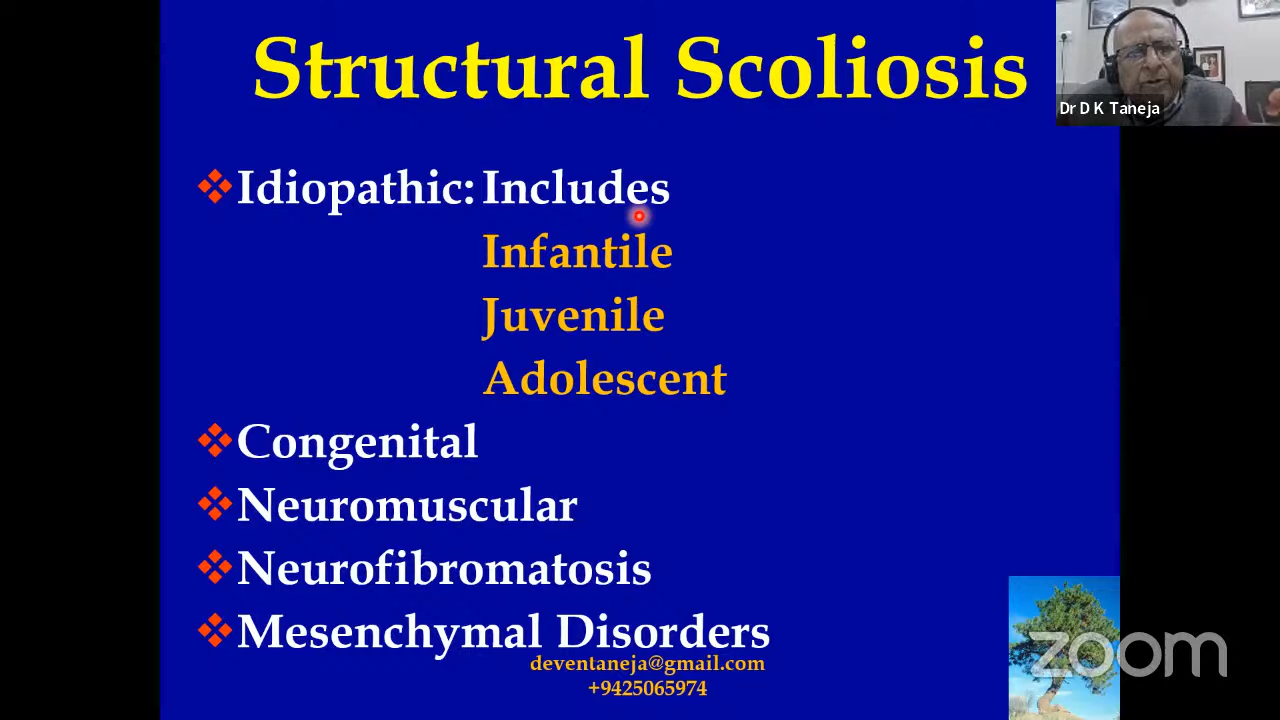 Structural Scoliosis
Dr D K Taneja
Idiopathic: Includes
Infantile
Juvenile
Adolescent
Congenital
Neuromuscular
Neurofibromatosis
Mesenchymal Disorders
deventaneja@gmail.com
+9425065974
zoom